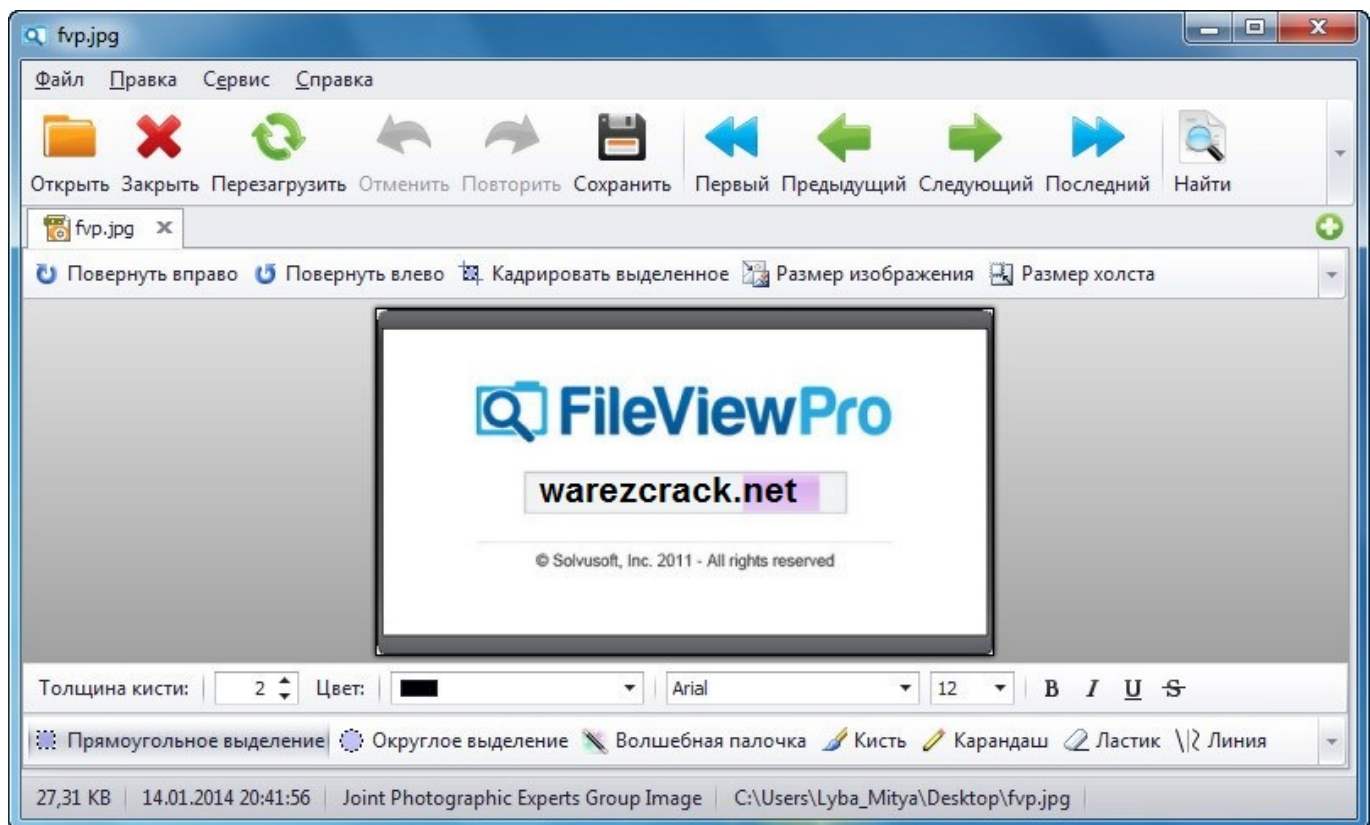 fvp.jpg
Файл Правка Сервис Справка
Открыть Закрыть Перезагрузить Отменить Повторить Сохранить Первый Предыдущий Следующий Последний Найти
fvp.jpg
Повернуть вправо Повернуть влево Кадрировать выделенное Размер изображения Размер холста
FileViewPro
warezcrack.net
© Solvusoft, Inc. 2011 - All rights reserved
Толщина кисти: 2 Цвет: Arial 12 B I U S
Прямоугольное выделение Округлое выделение Волшебная палочка Кисть Карандаш Ластик Линия
27,31 KB 14.01.2014 20:41:56 Joint Photographic Experts Group Image C:\Users\Lyba_Mitya\Desktop\fvp.jpg